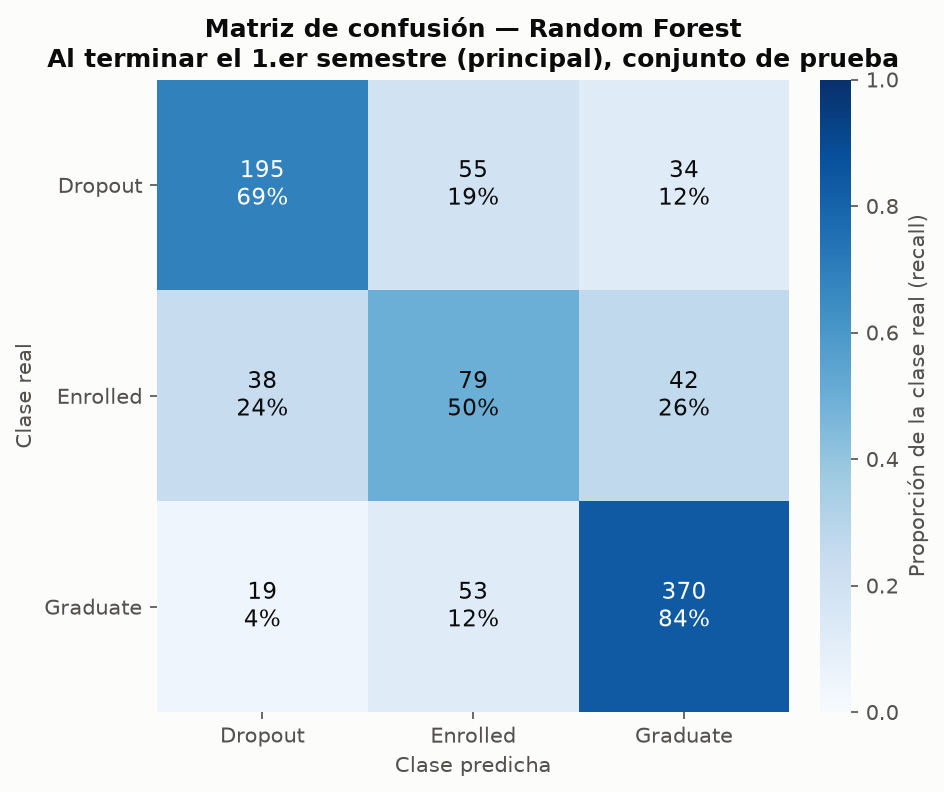 Matriz de confusión — Random Forest
Al terminar el 1.er semestre (principal), conjunto de prueba
Clase real
Dropout
195
69%
55
19%
34
12%
Enrolled
38
24%
79
50%
42
26%
Graduate
19
4%
53
12%
370
84%
Dropout
Enrolled
Graduate
Clase predicha
1.0
0.8
0.6
0.4
0.2
0.0
Proporción de la clase real (recall)